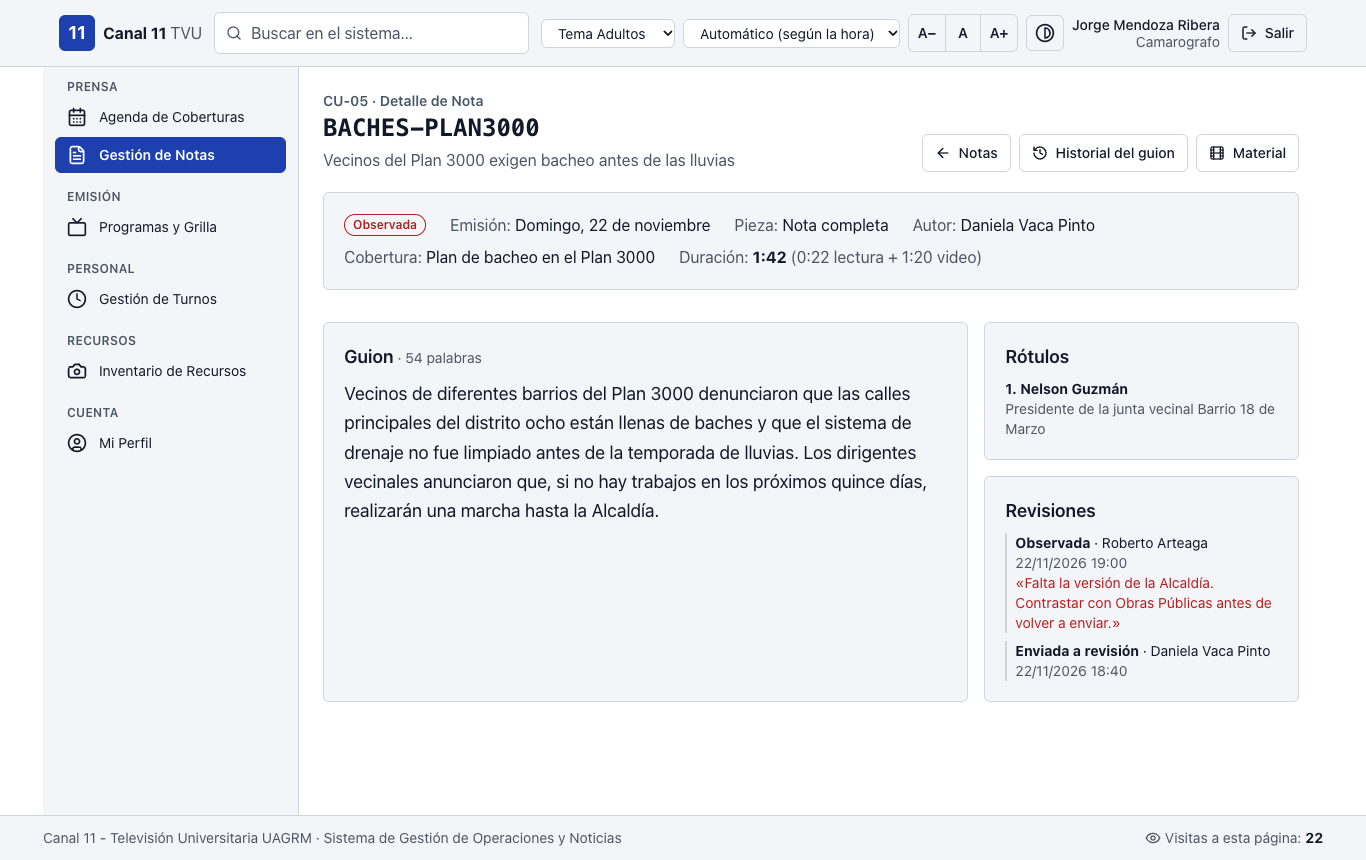 11 Canal 11 TVU
Buscar en el sistema...
Tema Adultos
Automático (según la hora)
A− A A+
Jorge Mendoza Ribera
Camarografo
Salir
PRENSA
Agenda de Coberturas
Gestión de Notas
EMISIÓN
Programas y Grilla
PERSONAL
Gestión de Turnos
RECURSOS
Inventario de Recursos
CUENTA
Mi Perfil
CU-05 · Detalle de Nota
BACHES-PLAN3000
Vecinos del Plan 3000 exigen bacheo antes de las lluvias
Notas
Historial del guion
Material
Observada Emisión: Domingo, 22 de noviembre Pieza: Nota completa Autor: Daniela Vaca Pinto
Cobertura: Plan de bacheo en el Plan 3000 Duración: 1:42 (0:22 lectura + 1:20 video)
Guion · 54 palabras
Vecinos de diferentes barrios del Plan 3000 denunciaron que las calles
principales del distrito ocho están llenas de baches y que el sistema de
drenaje no fue limpiado antes de la temporada de lluvias. Los dirigentes
vecinales anunciaron que, si no hay trabajos en los próximos quince días,
realizarán una marcha hasta la Alcaldía.
Rótulos
1. Nelson Guzmán
Presidente de la junta vecinal Barrio 18 de
Marzo
Revisiones
Observada · Roberto Arteaga
22/11/2026 19:00
«Falta la versión de la Alcaldía.
Contrastar con Obras Públicas antes de
volver a enviar.»
Enviada a revisión · Daniela Vaca Pinto
22/11/2026 18:40
Canal 11 - Televisión Universitaria UAGRM · Sistema de Gestión de Operaciones y Noticias
Visitas a esta página: 22